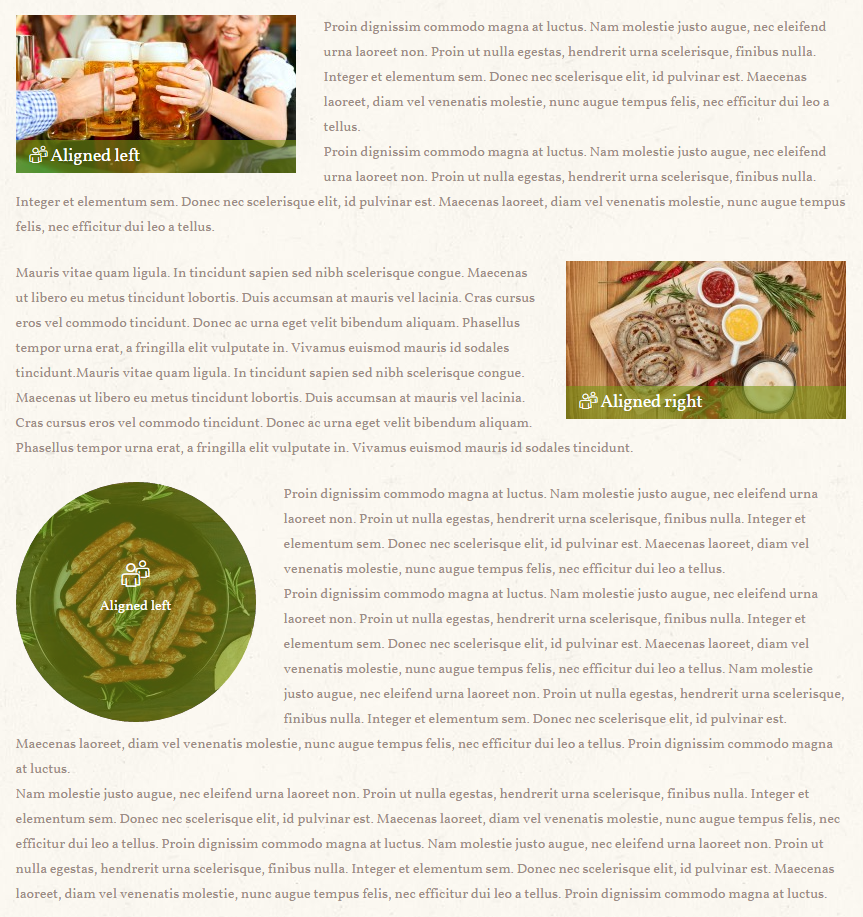 Proin dignissim commodo magna at luctus. Nam molestie justo augue, nec eleifend
urna laoreet non. Proin ut nulla egestas, hendrerit urna scelerisque, finibus nulla.
Integer et elementum sem. Donec nec scelerisque elit, id pulvinar est. Maecenas
laoreet, diam vel venenatis molestie, nunc augue tempus felis, nec efficitur dui leo a
tellus.
Aligned left
Proin dignissim commodo magna at luctus. Nam molestie justo augue, nec eleifend
urna laoreet non. Proin ut nulla egestas, hendrerit urna scelerisque, finibus nulla.
Integer et elementum sem. Donec nec scelerisque elit, id pulvinar est. Maecenas laoreet, diam vel venenatis molestie, nunc augue tempus
felis, nec efficitur dui leo a tellus.
Mauris vitae quam ligula. In tincidunt sapien sed nibh scelerisque congue. Maecenas
ut libero eu metus tincidunt lobortis. Duis accumsan at mauris vel lacinia. Cras cursus
eros vel commodo tincidunt. Donec ac urna eget velit bibendum aliquam. Phasellus
tempor urna erat, a fringilla elit vulputate in. Vivamus euismod mauris id sodales
tincidunt.Mauris vitae quam ligula. In tincidunt sapien sed nibh scelerisque congue.
Maecenas ut libero eu metus tincidunt lobortis. Duis accumsan at mauris vel lacinia.
Aligned right
Cras cursus eros vel commodo tincidunt. Donec ac urna eget velit bibendum aliquam.
Phasellus tempor urna erat, a fringilla elit vulputate in. Vivamus euismod mauris id sodales tincidunt.
Proin dignissim commodo magna at luctus. Nam molestie justo augue, nec eleifend urna
laoreet non. Proin ut nulla egestas, hendrerit urna scelerisque, finibus nulla. Integer et
elementum sem. Donec nec scelerisque elit, id pulvinar est. Maecenas laoreet, diam vel
venenatis molestie, nunc augue tempus felis, nec efficitur dui leo a tellus.
Proin dignissim commodo magna at luctus. Nam molestie justo augue, nec eleifend urna
Aligned left
laoreet non. Proin ut nulla egestas, hendrerit urna scelerisque, finibus nulla. Integer et
elementum sem. Donec nec scelerisque elit, id pulvinar est. Maecenas laoreet, diam vel
venenatis molestie, nunc augue tempus felis, nec efficitur dui leo a tellus. Nam molestie
justo augue, nec eleifend urna laoreet non. Proin ut nulla egestas, hendrerit urna scelerisque,
finibus nulla. Integer et elementum sem. Donec nec scelerisque elit, id pulvinar est.
Maecenas laoreet, diam vel venenatis molestie, nunc augue tempus felis, nec efficitur dui leo a tellus. Proin dignissim commodo magna
at luctus.
Nam molestie justo augue, nec eleifend urna laoreet non. Proin ut nulla egestas, hendrerit urna scelerisque, finibus nulla. Integer et
elementum sem. Donec nec scelerisque elit, id pulvinar est. Maecenas laoreet, diam vel venenatis molestie, nunc augue tempus felis, nec
efficitur dui leo a tellus. Proin dignissim commodo magna at luctus. Nam molestie justo augue, nec eleifend urna laoreet non. Proin ut
nulla egestas, hendrerit urna scelerisque, finibus nulla. Integer et elementum sem. Donec nec scelerisque elit, id pulvinar est. Maecenas
laoreet, diam vel venenatis molestie, nunc augue tempus felis, nec efficitur dui leo a tellus. Proin dignissim commodo magna at luctus.